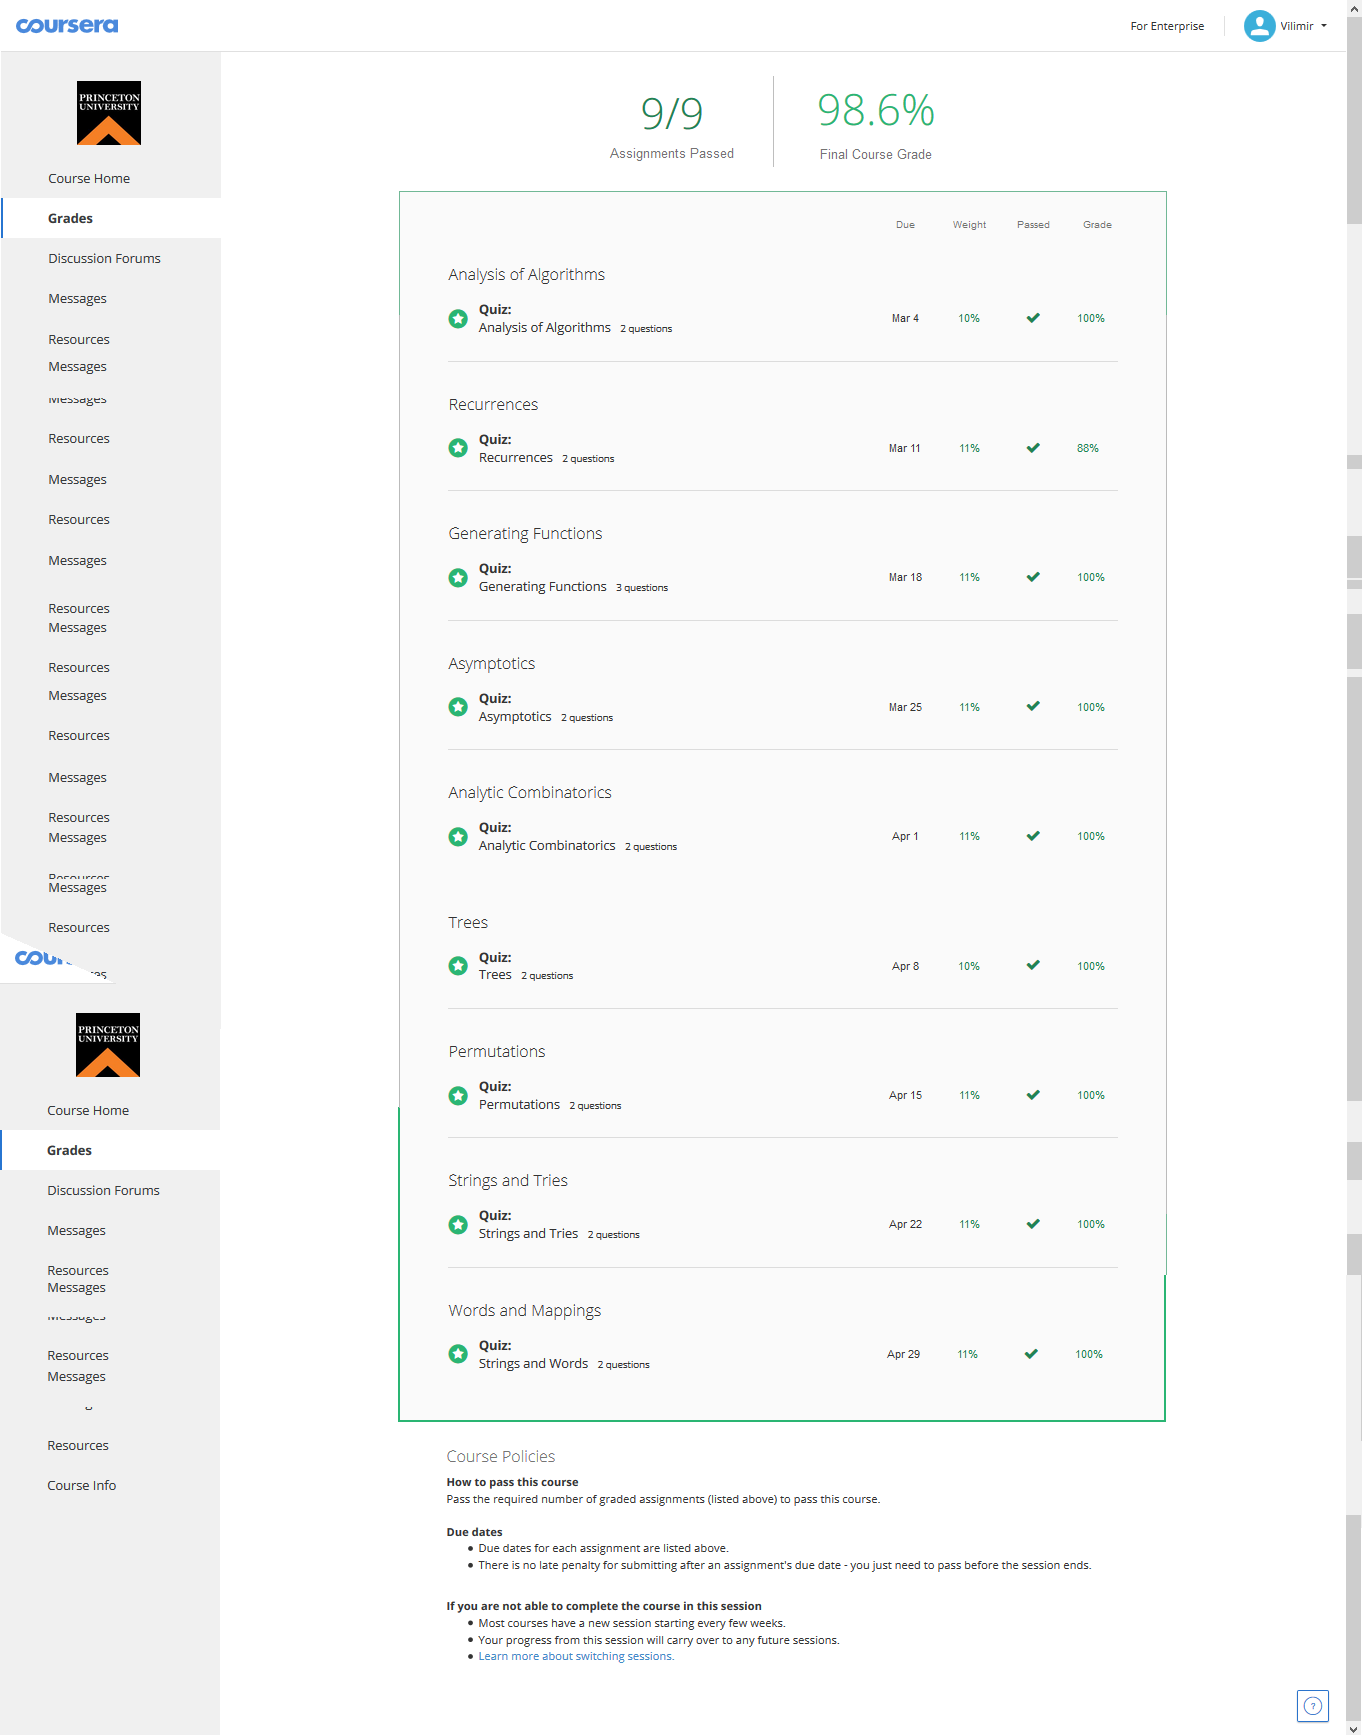 coursera
For Enterprise
Vilimir
PRINCETON
UNIVERSITY
Course Home
Grades
Discussion Forums
Messages
Resources
Messages
Messages
Resources
Messages
Resources
Messages
Resources
Messages
Resources
Messages
Resources
Messages
Resources
Messages
Resources
Messages
Resources
PRINCETON
UNIVERSITY
Course Home
Grades
Discussion Forums
Messages
Resources
Messages
Resources
Messages
Resources
Course Info
9/9
Assignments Passed
98.6%
Final Course Grade
Due Weight Passed Grade
Analysis of Algorithms
Quiz:
Analysis of Algorithms 2 questions Mar 4 10% 100%
Recurrences
Quiz:
Recurrences 2 questions Mar 11 11% 88%
Generating Functions
Quiz:
Generating Functions 3 questions Mar 18 11% 100%
Asymptotics
Quiz:
Asymptotics 2 questions Mar 25 11% 100%
Analytic Combinatorics
Quiz:
Analytic Combinatorics 2 questions Apr 1 11% 100%
Trees
Quiz:
Trees 2 questions Apr 8 10% 100%
Permutations
Quiz:
Permutations 2 questions Apr 15 11% 100%
Strings and Tries
Quiz:
Strings and Tries 2 questions Apr 22 11% 100%
Words and Mappings
Quiz:
Strings and Words 2 questions Apr 29 11% 100%
Course Policies
How to pass this course
Pass the required number of graded assignments (listed above) to pass this course.
Due dates
Due dates for each assignment are listed above.
There is no late penalty for submitting after an assignment's due date - you just need to pass before the session ends.
If you are not able to complete the course in this session
Most courses have a new session starting every few weeks.
Your progress from this session will carry over to any future sessions.
Learn more about switching sessions.
?